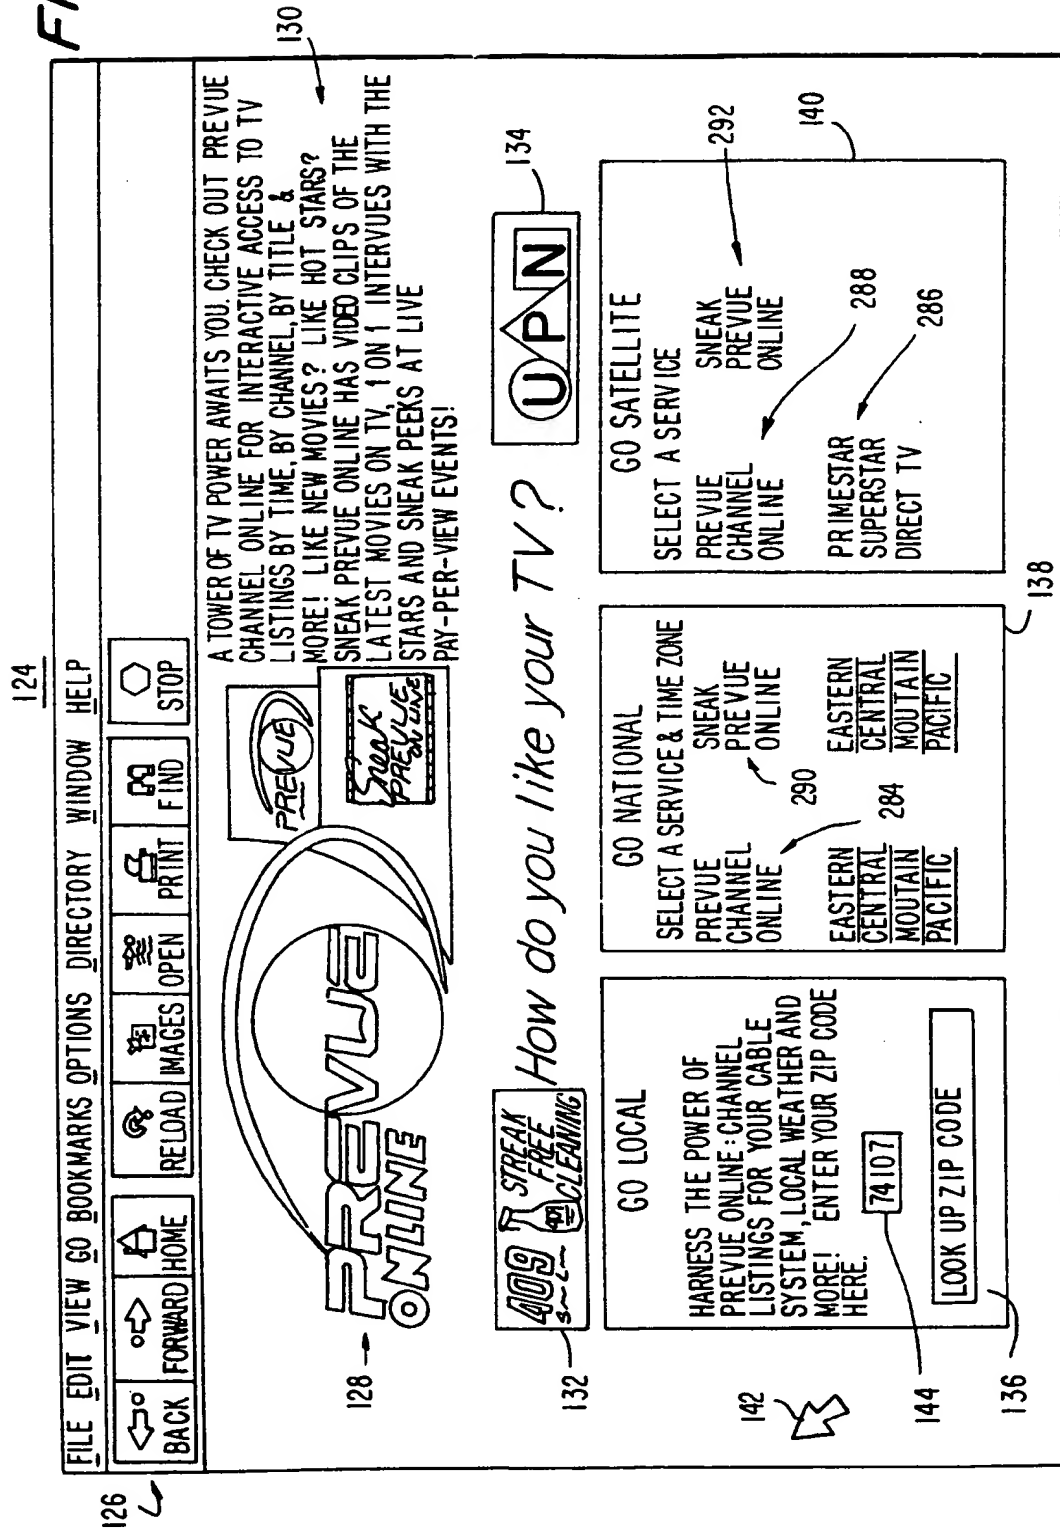 FI
124
126
FILE EDIT VIEW GO BOOKMARKS OPTIONS DIRECTORY WINDOW HELP
BACK FORWARD HOME RELOAD IMAGES OPEN PRINT FIND STOP
128
PREVUE
ONLINE
PREVUE
Sneak
PREVUE
ON LINE
A TOWER OF TV POWER AWAITS YOU. CHECK OUT PREVUE
CHANNEL ONLINE FOR INTERACTIVE ACCESS TO TV
LISTINGS BY TIME, BY CHANNEL, BY TITLE &
MORE! LIKE NEW MOVIES? LIKE HOT STARS?
SNEAK PREVUE ONLINE HAS VIDEO CLIPS OF THE
LATEST MOVIES ON TV, 1 ON 1 INTERVUES WITH THE
STARS AND SNEAK PEEKS AT LIVE
PAY-PER-VIEW EVENTS!
130
132
409
STREAK
FREE
CLEANING
How do you like your TV?
UPN
134
142
144
136
GO LOCAL
HARNESS THE POWER OF
PREVUE ONLINE: CHANNEL
LISTINGS FOR YOUR CABLE
SYSTEM, LOCAL WEATHER AND
MORE! ENTER YOUR ZIP CODE
HERE.
74107
LOOK UP ZIP CODE
GO NATIONAL
SELECT A SERVICE & TIME ZONE
PREVUE
CHANNEL
ONLINE
284
EASTERN
CENTRAL
MOUTAIN
PACIFIC
SNEAK
PREVUE
ONLINE
290
EASTERN
CENTRAL
MOUTAIN
PACIFIC
138
GO SATELLITE
SELECT A SERVICE
PREVUE
CHANNEL
ONLINE
288
SNEAK
PREVUE
ONLINE
292
PRIMESTAR
SUPERSTAR
DIRECT TV
286
140